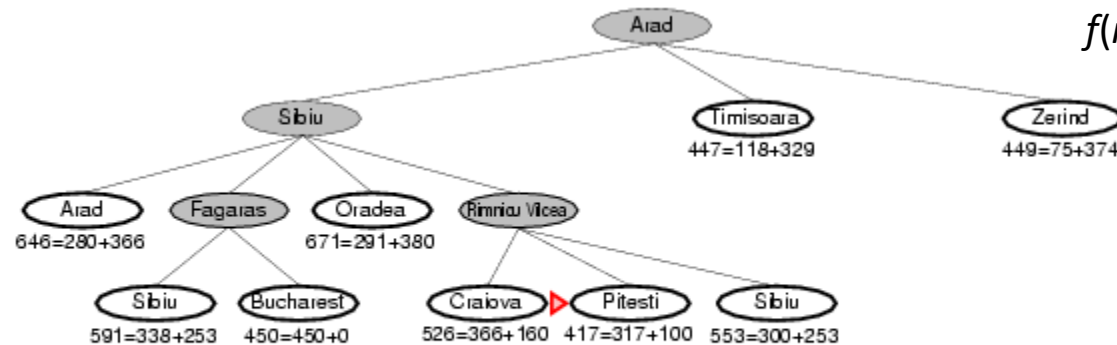 Arad
f(
Sibiu
Timisoara
Zerind
447=118+329
449=75+374
Arad
Fagaras
Oradea
Rimnicu Vilcea
646=280+366
671=291+380
Sibiu
Bucharest
Craiova
Pitesti
Sibiu
591=338+253
450=450+0
526=366+160
417=317+100
553=300+253